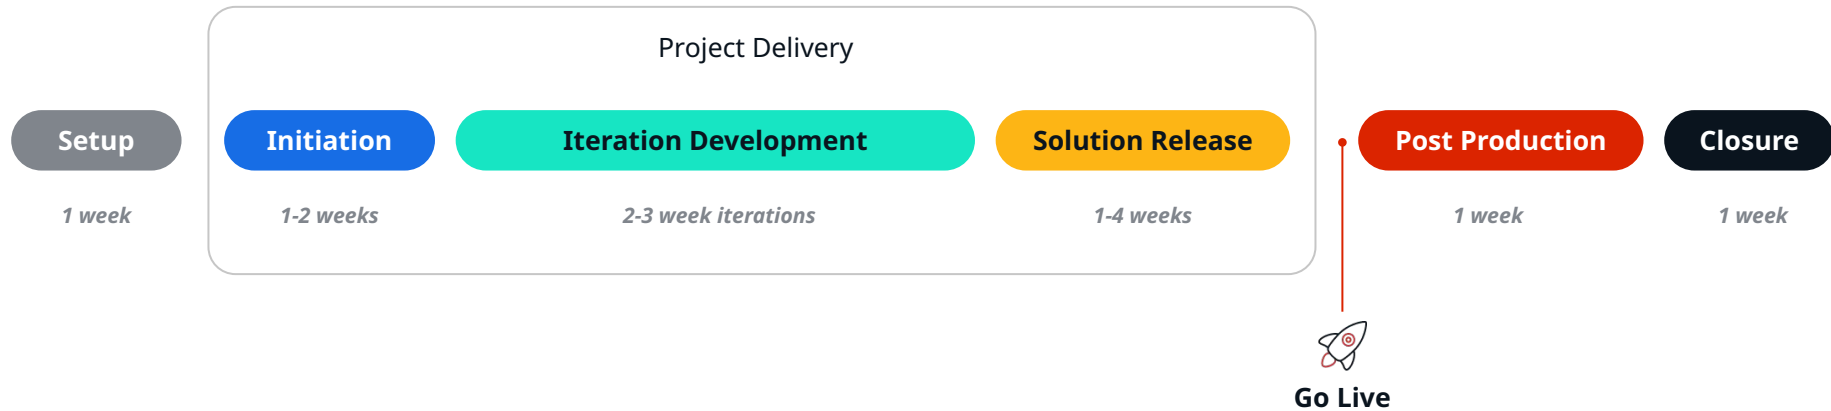 Project Delivery
Setup
Initiation
Iteration Development
Solution Release
Post Production
Closure
1 week
1-2 weeks
2-3 week iterations
1-4 weeks
1 week
1 week
Go Live